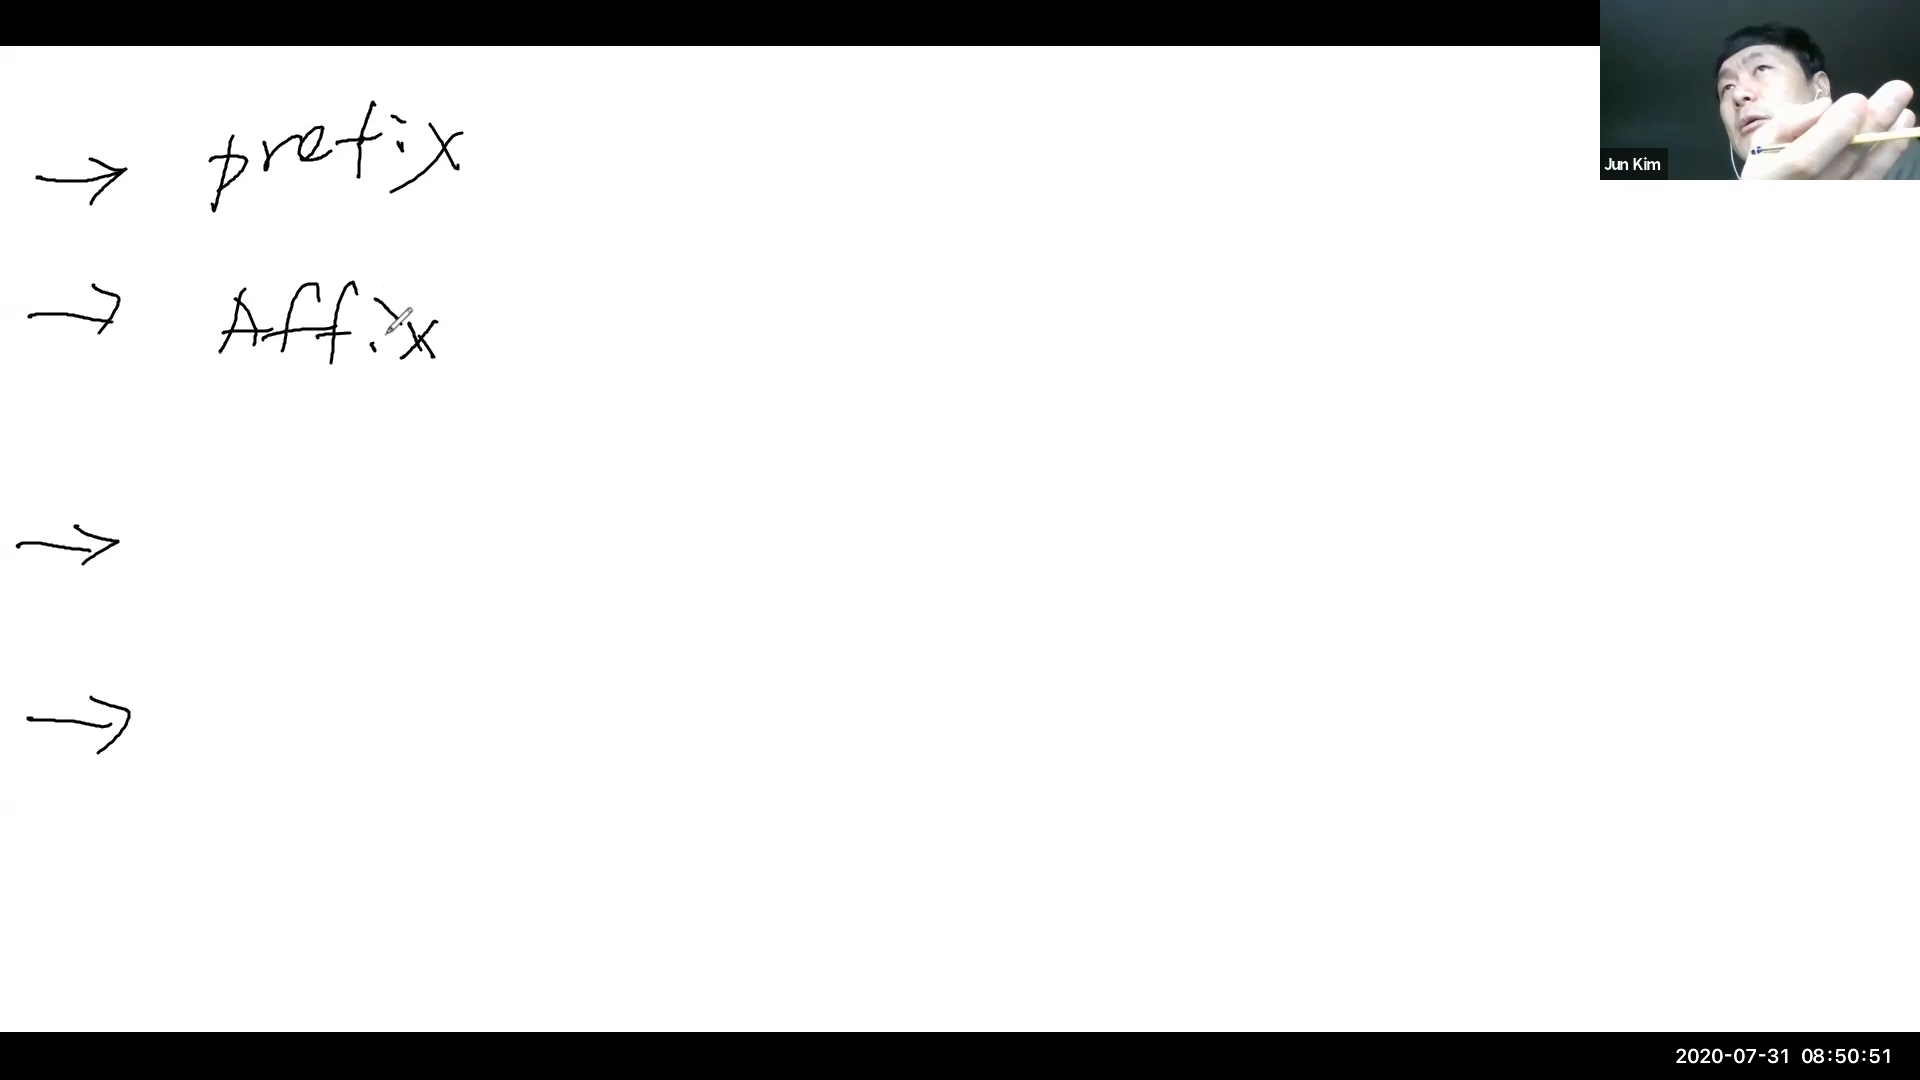 → prefix
Jun Kim
→ Affix
→
→
2020-07-31 08:50:51